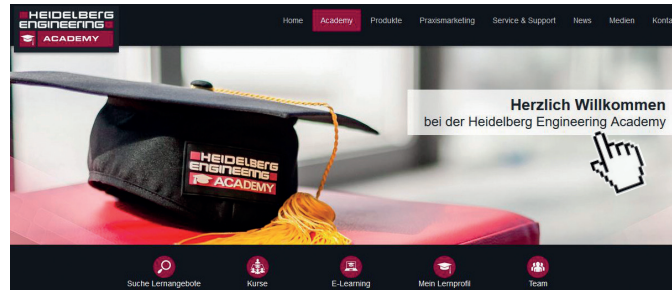 HEIDELBERG
ENGINEERING
ACADEMY
Home Academy Produkte Praxismarketing Service & Support News Medien Konta
Herzlich Willkommen
bei der Heidelberg Engineering Academy
HEIDELBERG
ENGINEERING
ACADEMY
Suche Lernangebote Kurse E-Learning Mein Lernprofil Team